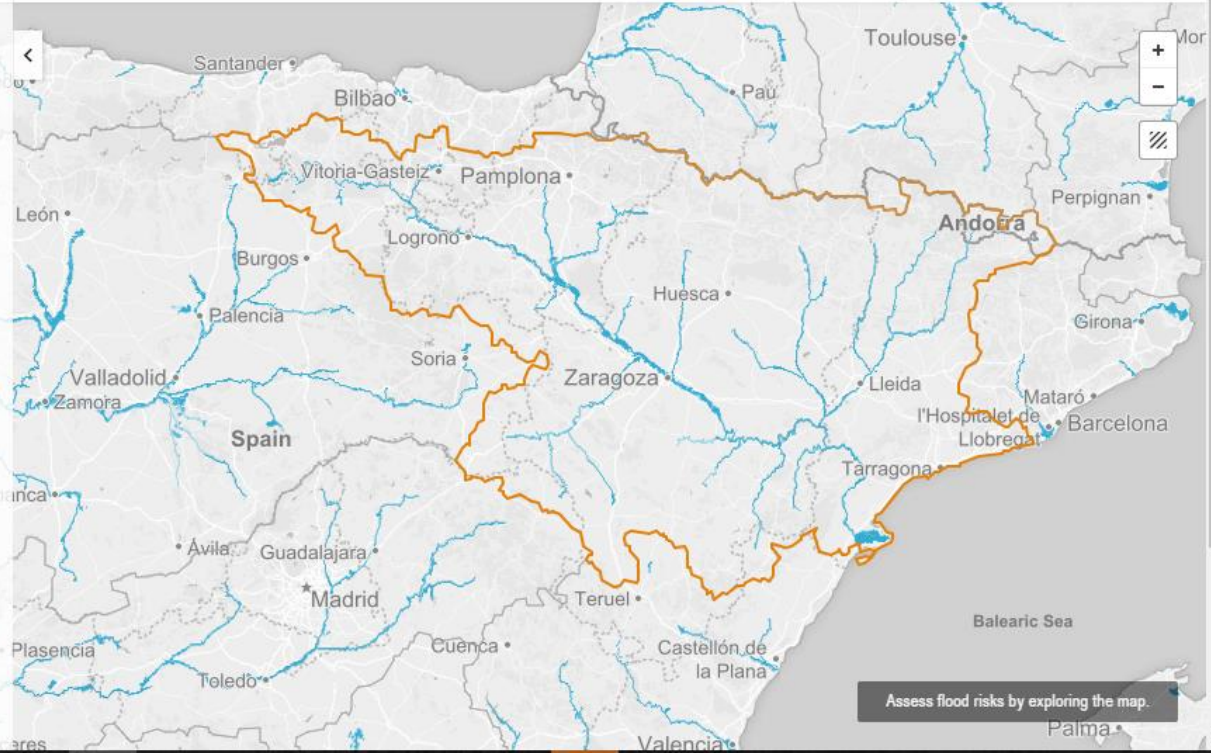 Toulouse
Mor
Santander
+
Bilbao
Pau
−
Vitoria-Gasteiz
Pamplona
Perpignan
León
Andorra
Logrono
Burgos
Huesca
Palencia
Girona
Soria
Zaragoza
Valladolid
Lleida
Zamora
Mataró
l'Hospitalet de
Llobregat
Barcelona
Spain
Tarragona
anca
Ávila
Guadalajara
Madrid
Teruel
Balearic Sea
Plasencia
Cuenca
Castellón de
la Plana
Toledo
Assess flood risks by exploring the map.
Palma
Valencia
ares